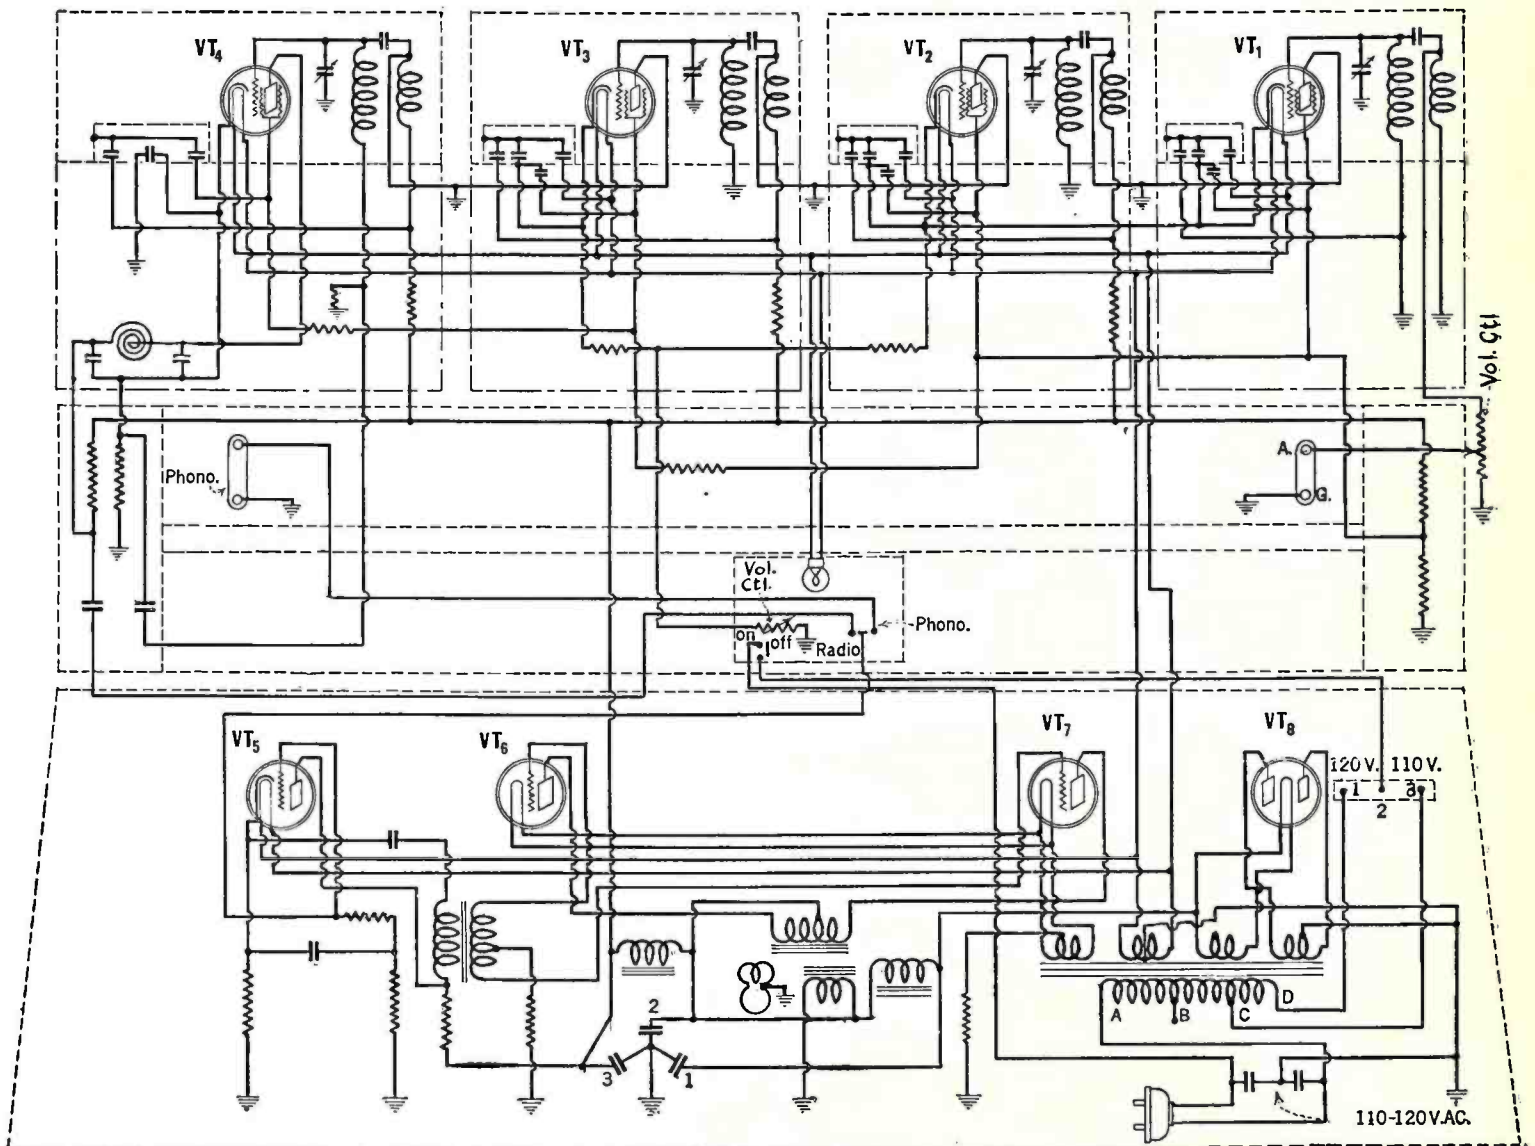 VT4
VT3
VT2
VT1
Vol. Ctl.
Phono.
A.
G.
Vol.
Ctl.
on
off
Radio
Phono.
VT5
VT6
VT7
VT8
120 V. 110 V.
1
2
3
A
B
C
D
2
3
1
A
110-120 V. AC.